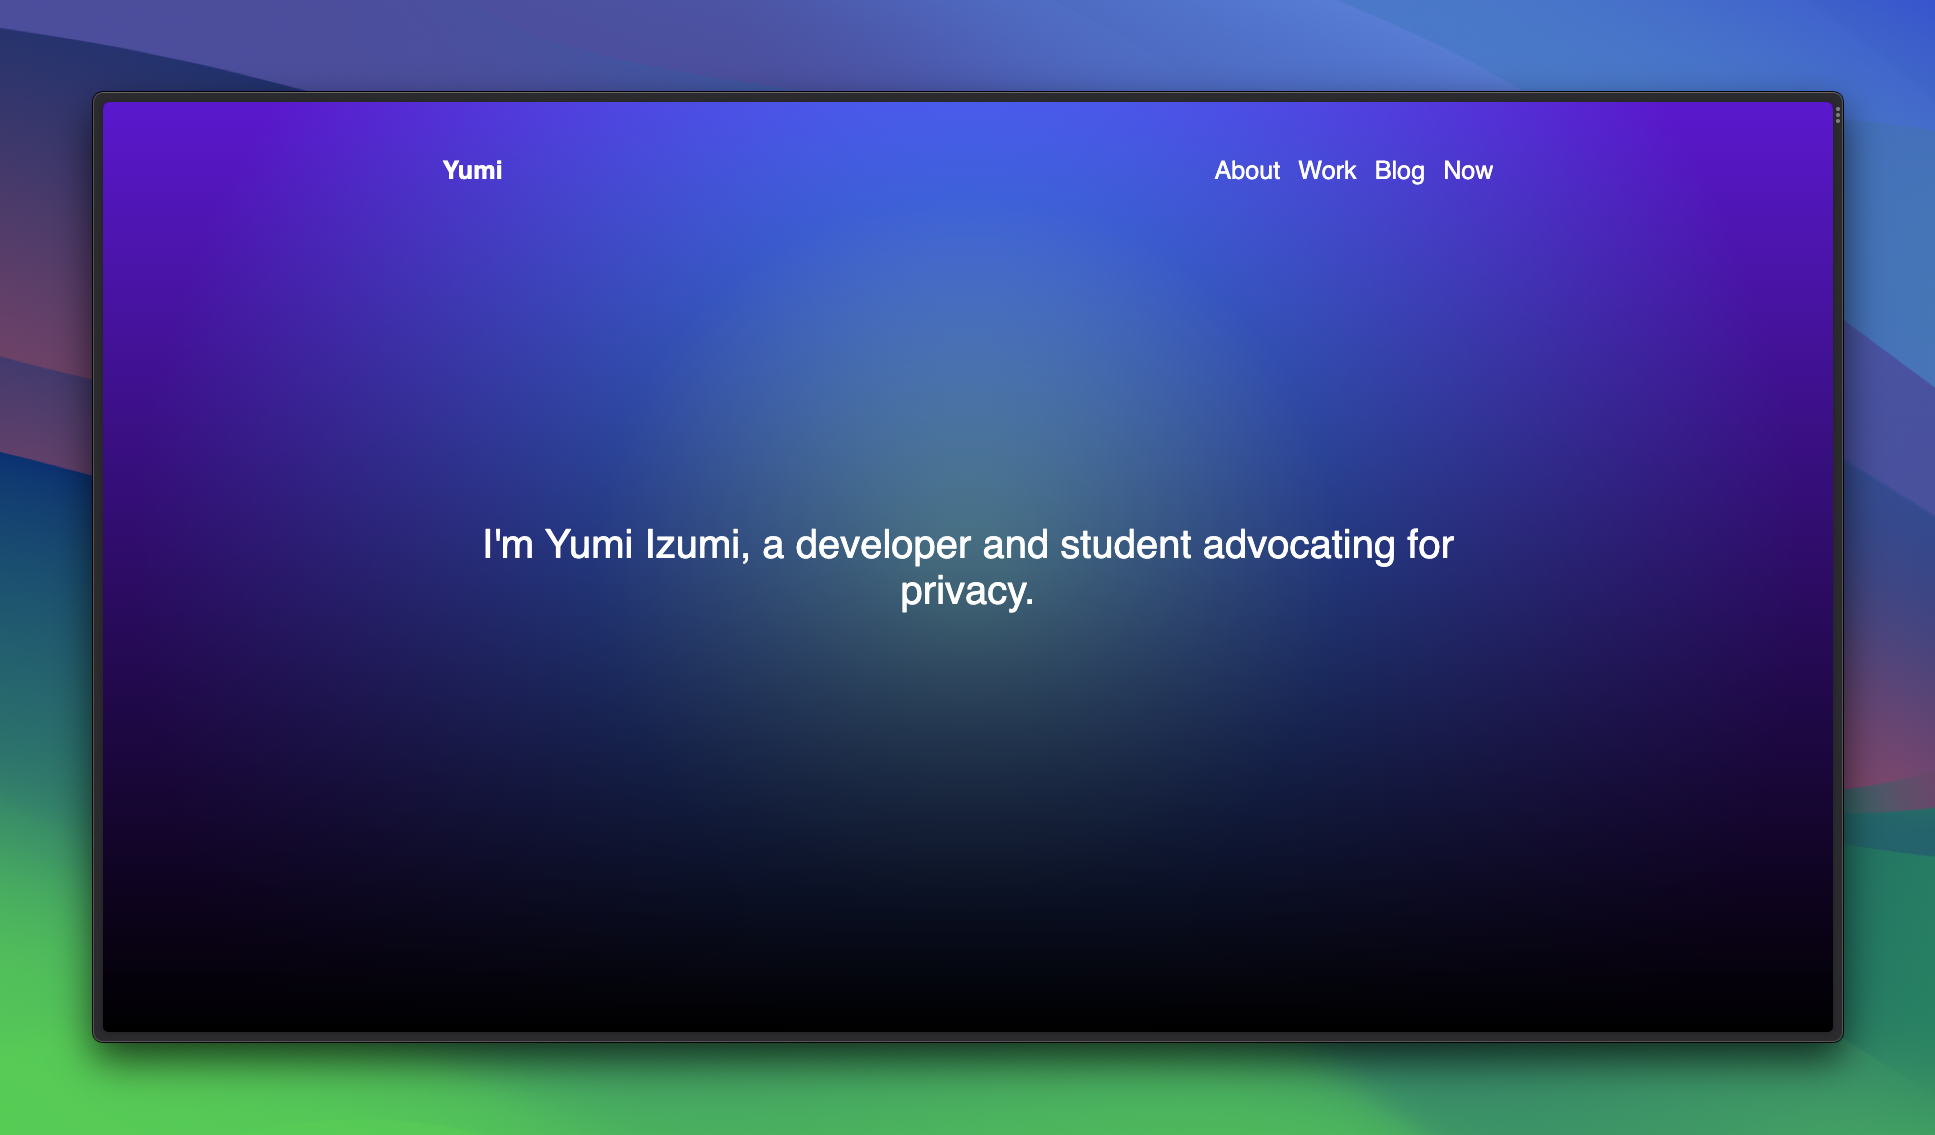 Yumi
About Work Blog Now
I'm Yumi Izumi, a developer and student advocating for
privacy.